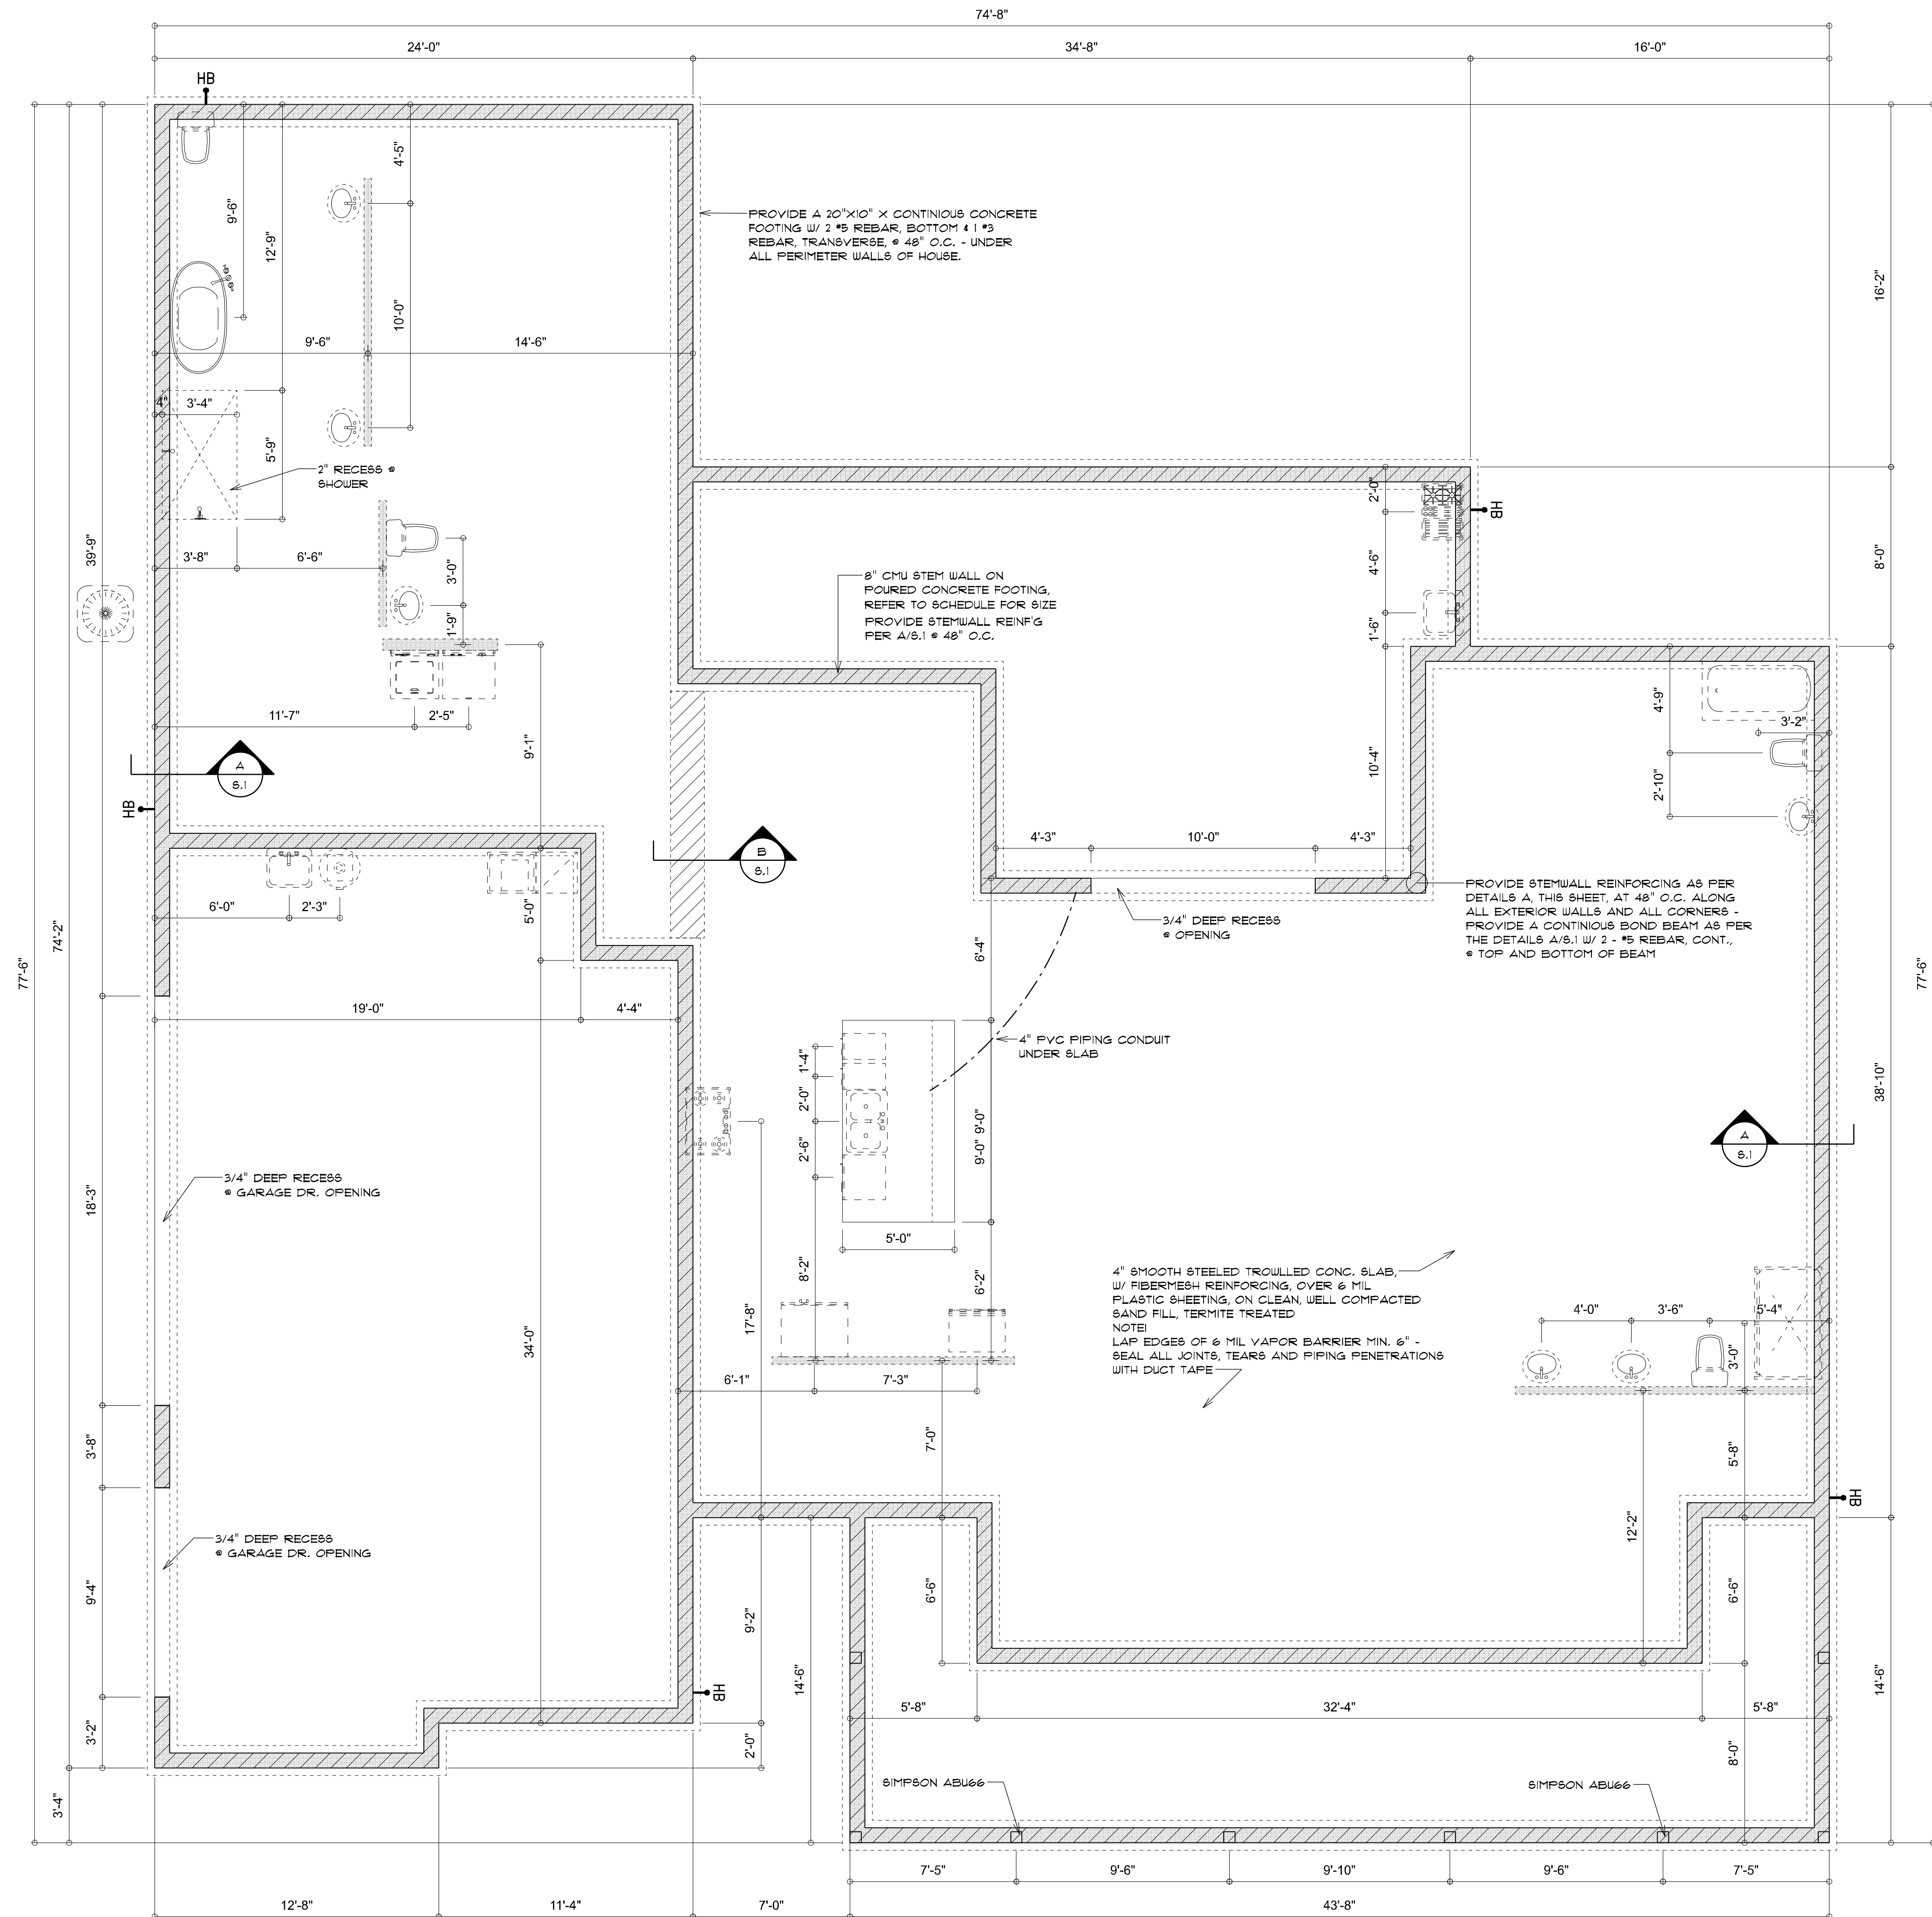 74'-8"
24'-0"
34'-8"
16'-0"
HB
4'-5"
9'-6"
12'-9"
10'-0"
9'-6"
14'-6"
4"
3'-4"
5'-9"
2" RECESS @
SHOWER
PROVIDE A 20"X10" X CONTINIOUS CONCRETE
FOOTING W/ 2 #5 REBAR, BOTTOM & 1 #3
REBAR, TRANSVERSE, @ 48" O.C. - UNDER
ALL PERIMETER WALLS OF HOUSE.
16'-2"
2'-0"
HB
39'-9"
3'-8"
6'-6"
3'-0"
1'-9"
8" CMU STEM WALL ON
POURED CONCRETE FOOTING,
REFER TO SCHEDULE FOR SIZE
PROVIDE STEMWALL REINF'G
PER A/S.1 @ 48" O.C.
4'-6"
1'-6"
8'-0"
11'-7"
2'-5"
9'-1"
10'-4"
4'-9"
3'-2"
2'-10"
A
S.1
HB
B
S.1
4'-3"
10'-0"
4'-3"
6'-0"
2'-3"
5'-0"
3/4" DEEP RECESS
@ OPENING
PROVIDE STEMWALL REINFORCING AS PER
DETAILS A, THIS SHEET, AT 48" O.C. ALONG
ALL EXTERIOR WALLS AND ALL CORNERS -
PROVIDE A CONTINIOUS BOND BEAM AS PER
THE DETAILS A/S.1 W/ 2 - #5 REBAR, CONT.,
@ TOP AND BOTTOM OF BEAM
77'-6"
74'-2"
6'-4"
77'-6"
19'-0"
4'-4"
4" PVC PIPING CONDUIT
UNDER SLAB
1'-4"
2'-0"
2'-6"
9'-0"
9'-0"
38'-10"
A
S.1
3/4" DEEP RECESS
@ GARAGE DR. OPENING
18'-3"
5'-0"
8'-2"
6'-2"
17'-8"
34'-0"
4" SMOOTH STEELED TROWLLED CONC. SLAB,
W/ FIBERMESH REINFORCING, OVER 6 MIL
PLASTIC SHEETING, ON CLEAN, WELL COMPACTED
SAND FILL, TERMITE TREATED
NOTE!
LAP EDGES OF 6 MIL VAPOR BARRIER MIN. 6" -
SEAL ALL JOINTS, TEARS AND PIPING PENETRATIONS
WITH DUCT TAPE
4'-0"
3'-6"
5'-4"
3'-0"
6'-1"
7'-3"
3'-8"
7'-0"
5'-8"
HB
3/4" DEEP RECESS
@ GARAGE DR. OPENING
9'-4"
12'-2"
9'-2"
6'-6"
6'-6"
14'-6"
14'-6"
HB
5'-8"
32'-4"
5'-8"
3'-2"
2'-0"
8'-0"
SIMPSON ABU66
SIMPSON ABU66
3'-4"
7'-5"
9'-6"
9'-10"
9'-6"
7'-5"
12'-8"
11'-4"
7'-0"
43'-8"